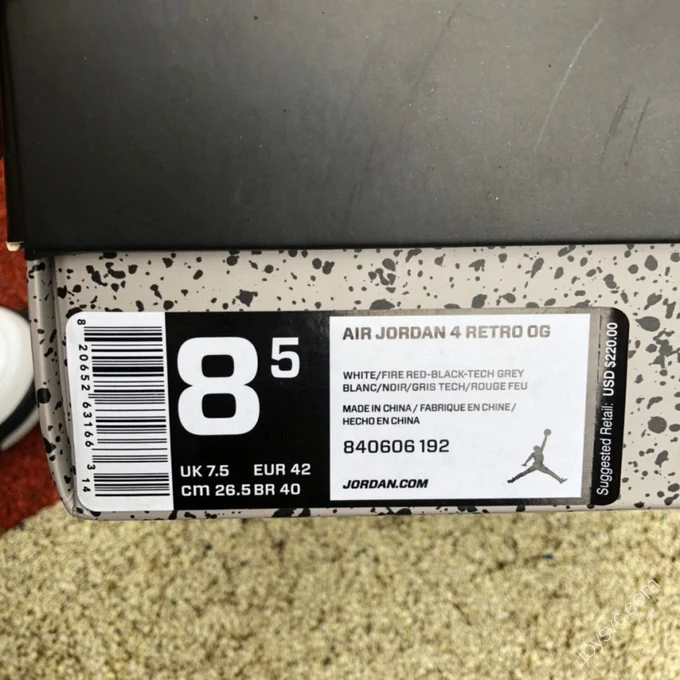 8 20652 63166 3 14
8 5
UK 7.5 EUR 42
cm 26.5 BR 40
AIR JORDAN 4 RETRO OG
WHITE/FIRE RED-BLACK-TECH GREY
BLANC/NOIR/GRIS TECH/ROUGE FEU
MADE IN CHINA / FABRIQUE EN CHINE /
HECHO EN CHINA
840606 192
JORDAN.COM
Suggested Retail: USD $220.00
joysvc.com